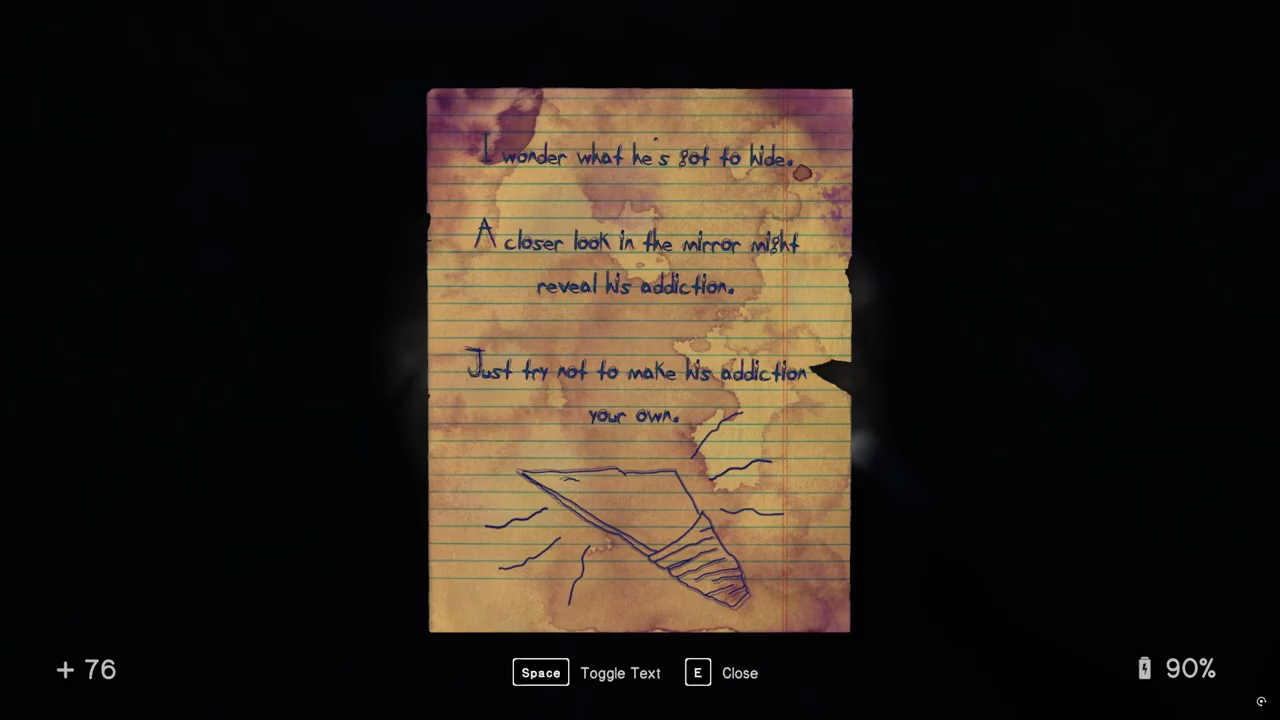 I wonder what he's got to hide.
A closer look in the mirror might
reveal his addiction.
Just try not to make his addiction
your own.
+ 76
Space Toggle Text E Close
90%